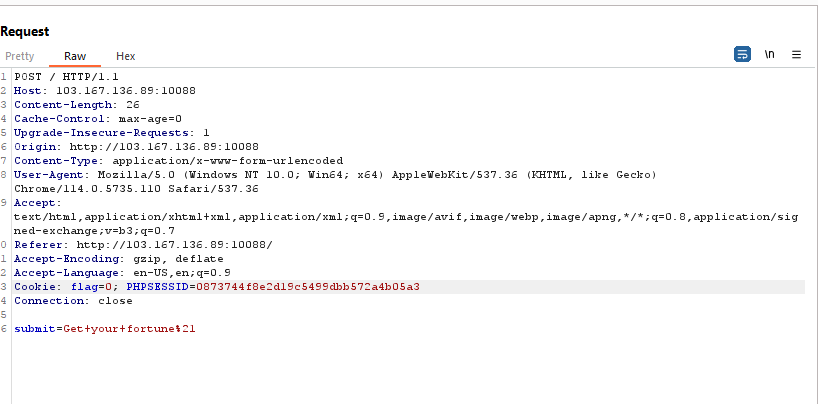 Request
Pretty Raw Hex \n
1 POST / HTTP/1.1
2 Host: 103.167.136.89:10088
3 Content-Length: 26
4 Cache-Control: max-age=0
5 Upgrade-Insecure-Requests: 1
6 Origin: http://103.167.136.89:10088
7 Content-Type: application/x-www-form-urlencoded
8 User-Agent: Mozilla/5.0 (Windows NT 10.0; Win64; x64) AppleWebKit/537.36 (KHTML, like Gecko)
Chrome/114.0.5735.110 Safari/537.36
9 Accept:
text/html,application/xhtml+xml,application/xml;q=0.9,image/avif,image/webp,image/apng,*/*;q=0.8,application/sig
ned-exchange;v=b3;q=0.7
0 Referer: http://103.167.136.89:10088/
1 Accept-Encoding: gzip, deflate
2 Accept-Language: en-US,en;q=0.9
3 Cookie: flag=0; PHPSESSID=0873744f8e2d19c5499dbb572a4b05a3
4 Connection: close
5
6 submit=Get+your+fortune%21